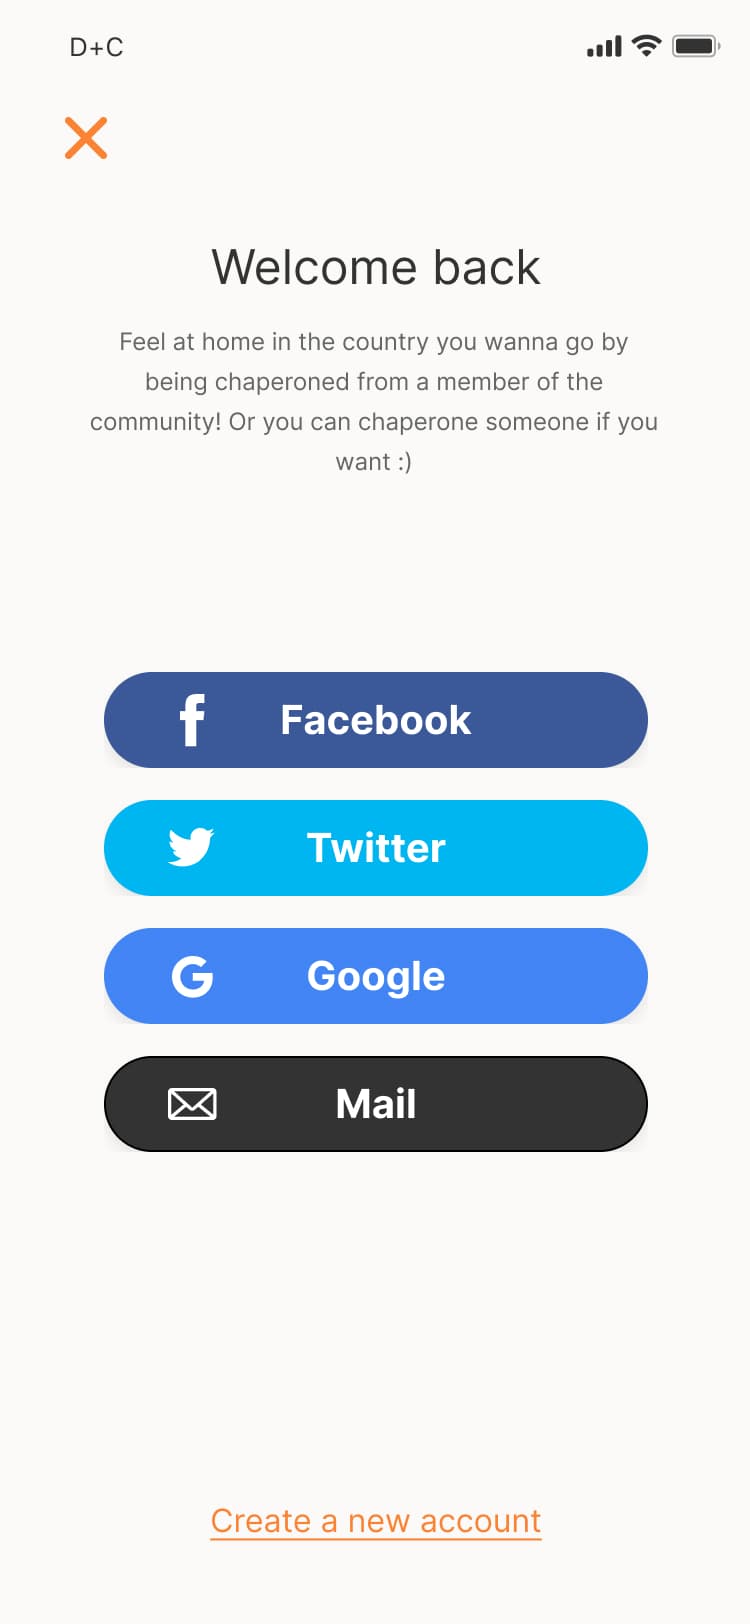 D+C
Welcome back
Feel at home in the country you wanna go by
being chaperoned from a member of the
community! Or you can chaperone someone if you
want :)
Facebook
Twitter
Google
Mail
Create a new account